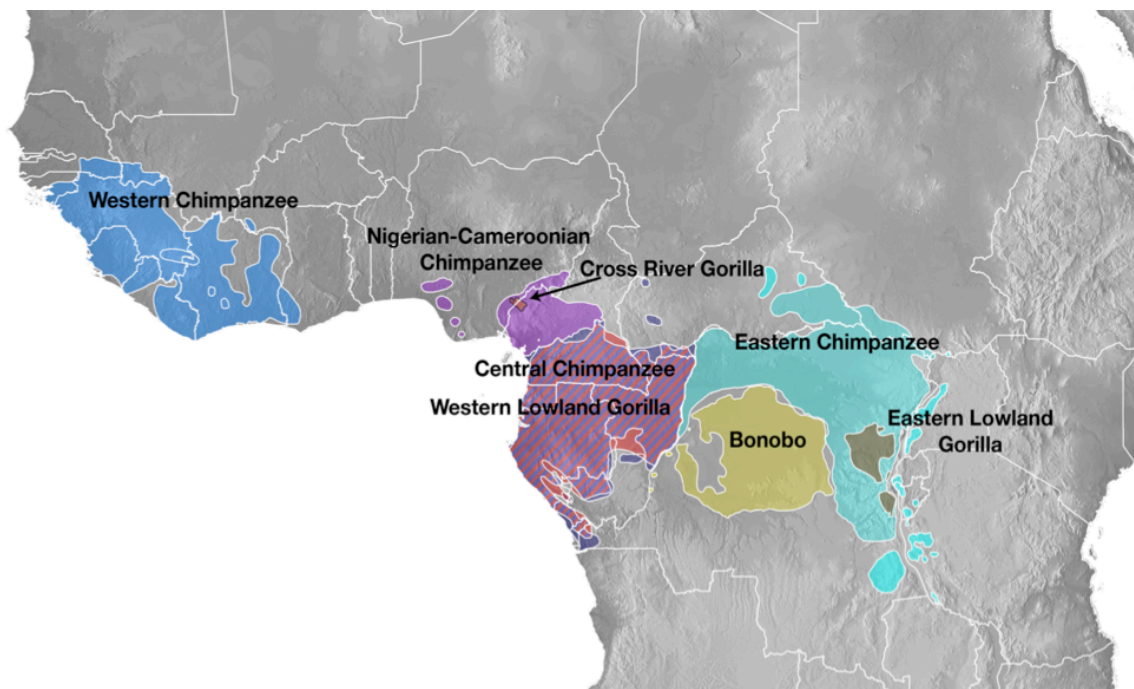 Western Chimpanzee
Nigerian-Cameroonian
Chimpanzee
Cross River Gorilla
Eastern Chimpanzee
Central Chimpanzee
Western Lowland Gorilla
Bonobo
Eastern Lowland
Gorilla